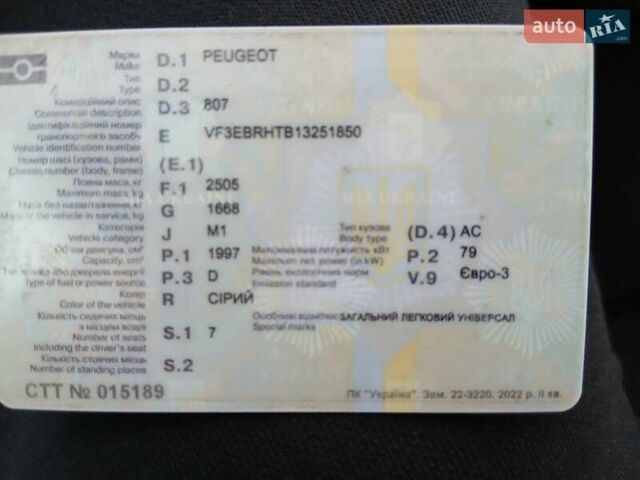 auto RIA .com
Марка D.1 PEUGEOT
Make
Тип D.2
Type
Комерційний опис D.3 807
Commercial description
Ідентифікаційний номер
транспортного засобу E VF3EBRHTB13251850
Vehicle identification number
Номер шасі (кузова, рами) (E.1)
Chassis number (body, frame)
Повна маса, кг F.1 2505
Maximum mass, kg
Маса без навантаження, кг G 1668
Mass of the vehicle in service, kg
Категорія J M1 Тип кузова (D.4) AC
Vehicle category Body type
Об'єм двигуна, см³ P.1 1997 Максимальна потужність кВт P.2 79
Capacity, cm³ Maximum net. power (in kW)
Тип пального або джерела енергії P.3 D Рівень екологічних норм V.9 Євро-3
Type of fuel or power source Emission standard
Колір R СІРИЙ
Color of the vehicle
Кількість сидячих місць Особливі відмітки: ЗАГАЛЬНИЙ ЛЕГКОВИЙ УНІВЕРСАЛ
з місцем водія S.1 7 Special marks
Number of seats
including the driver's seat
Кількість стоячих місць S.2
Number of standing places
СТТ № 015189
ПК "Україна". Зам. 22-3220. 2022 р. II кв.